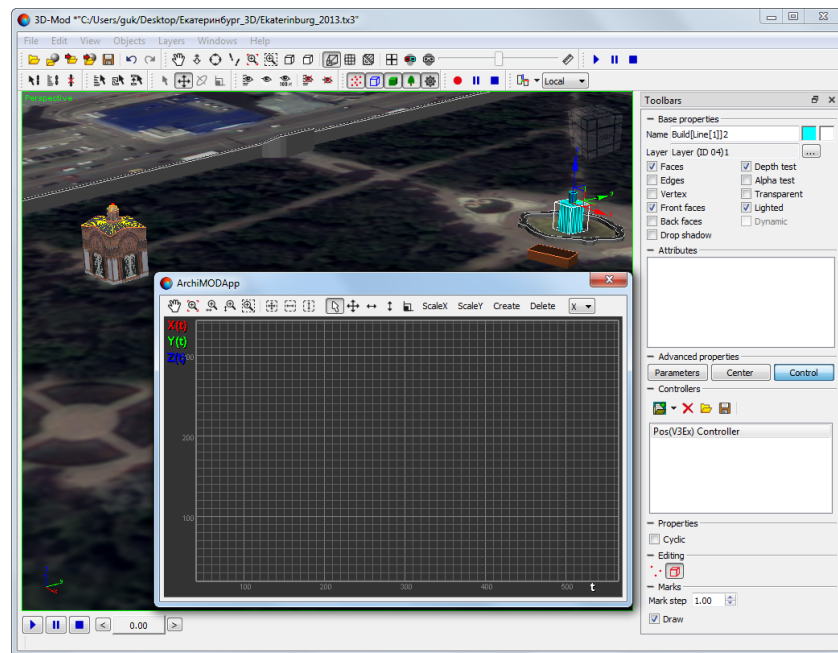 3D-Mod *"C:/Users/guk/Desktop/Екатеринбург_3D/Ekaterinburg_2013.tx3"
File Edit View Objects Layers Windows Help
Local
Perspective
Toolbars
Base properties
Name Build[Line[1]]2
Layer Layer (ID 04)1 ...
Faces Depth test
Edges Alpha test
Vertex Transparent
Front faces Lighted
Back faces Dynamic
Drop shadow
Attributes
Advanced properties
Parameters Center Control
Controllers
Pos(V3Ex) Controller
Properties
Cyclic
Editing
Marks
Mark step 1.00
Draw
ArchiMODApp
ScaleX ScaleY Create Delete X
X(t)
Y(t)
Z(t)
300
200
100
100 200 300 400 500 t
< 0.00 >